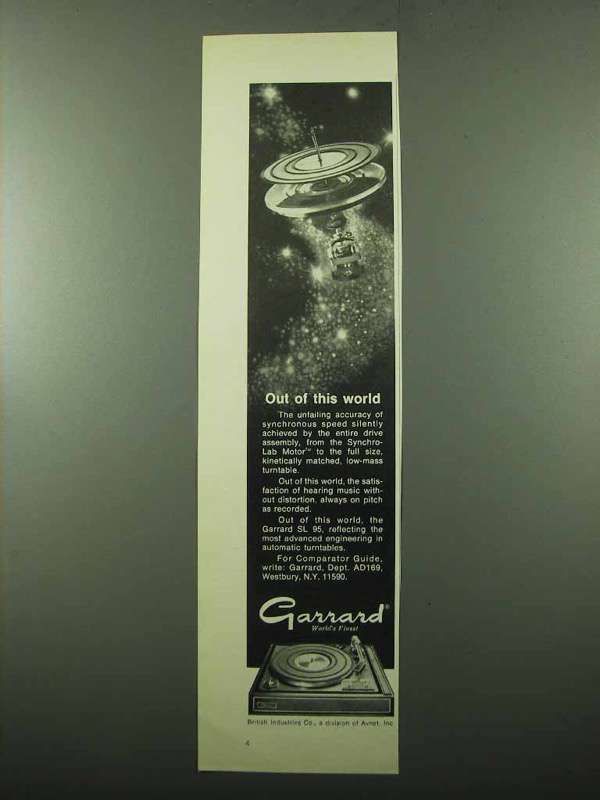 Out of this world
The unfailing accuracy of
synchronous speed silently
achieved by the entire drive
assembly, from the Synchro-
Lab Motor™ to the full size,
kinetically matched, low-mass
turntable.
Out of this world, the satis-
faction of hearing music with-
out distortion, always on pitch
as recorded.
Out of this world, the
Garrard SL 95, reflecting the
most advanced engineering in
automatic turntables.
For Comparator Guide,
write: Garrard, Dept. AD169,
Westbury, N.Y. 11590.
Garrard®
World's Finest
British Industries Co., a division of Avnet, Inc.
4